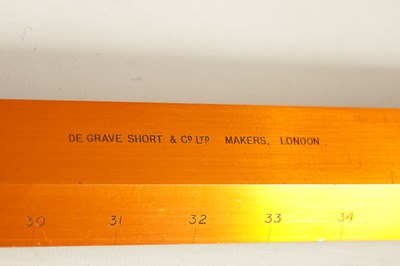 DE GRAVE SHORT & Cº LTD MAKERS, LONDON
30 31 32 33 34